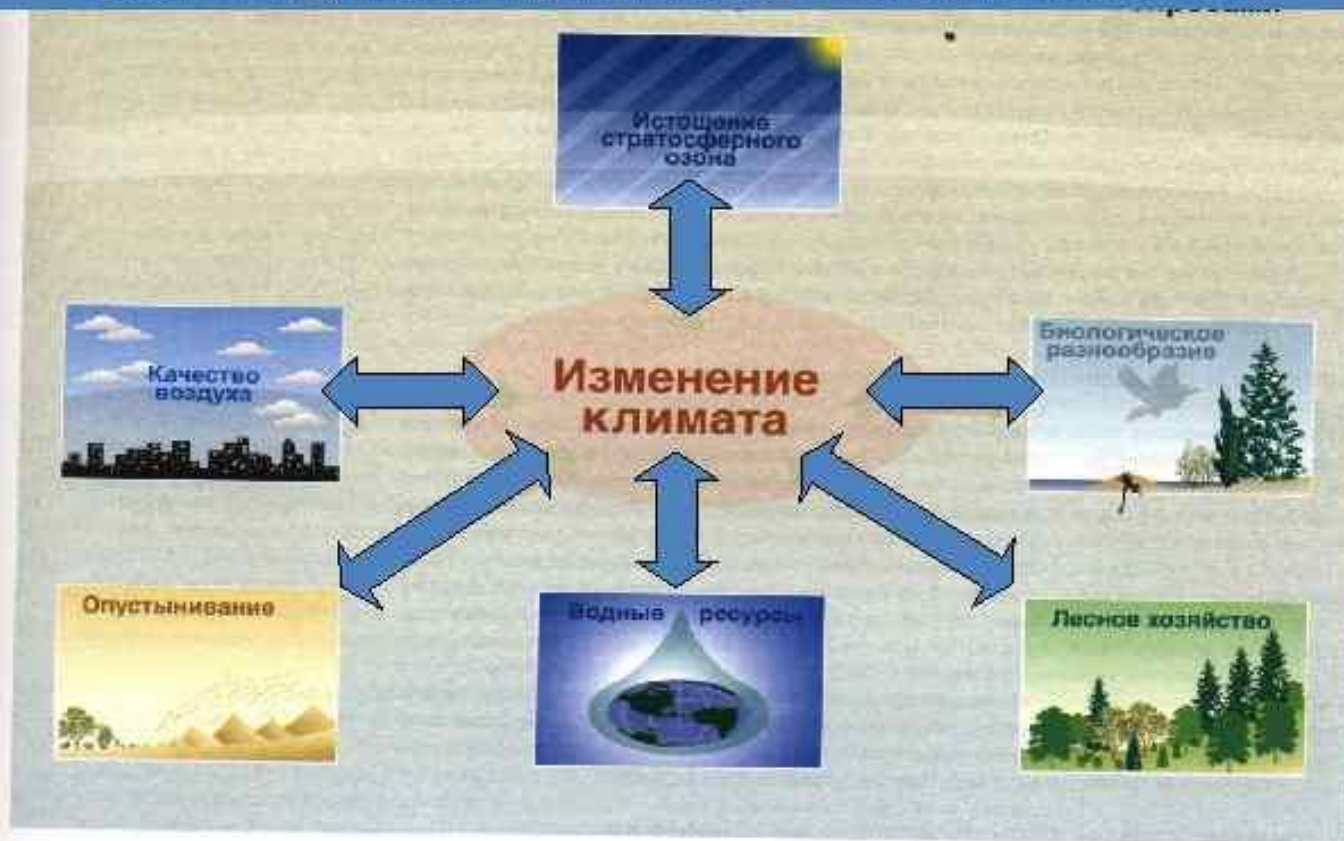 Истощение
стратосферного
озона
Качество
воздуха
Изменение
климата
Биологическое
разнообразие
Опустынивание
Водные ресурсы
Лесное хозяйство